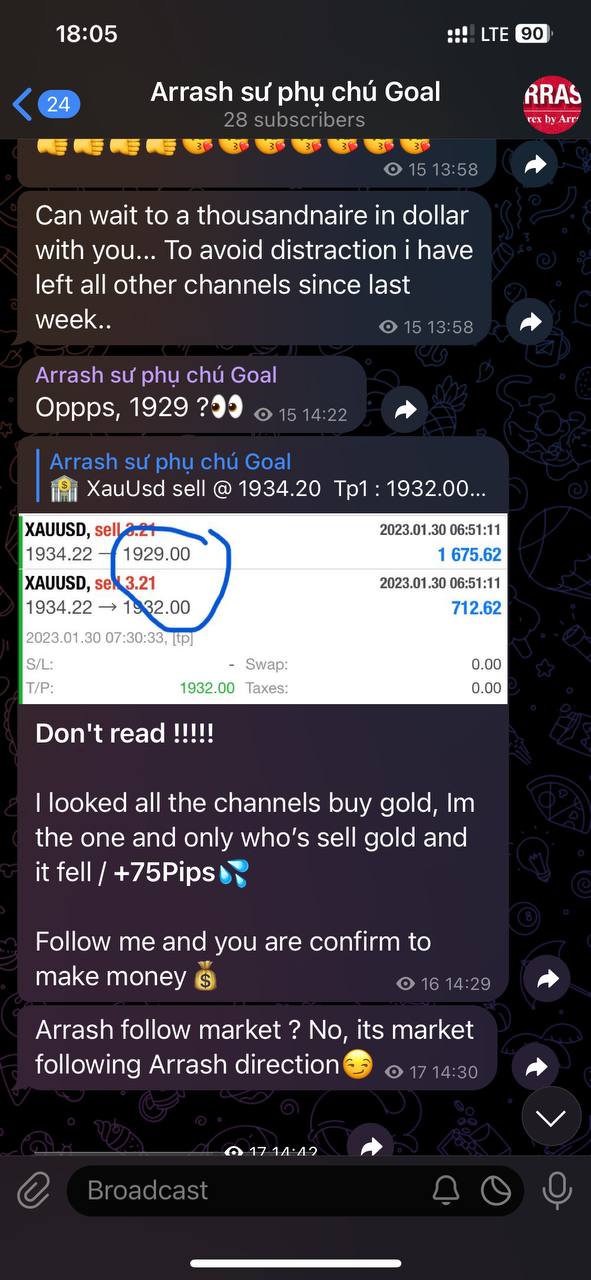 18:05
LTE 90
24
Arrash sư phụ chú Goal
28 subscribers
RRAS
rex by Arr
15 13:58
Can wait to a thousandnaire in dollar
with you... To avoid distraction i have
left all other channels since last
week..
15 13:58
Arrash sư phụ chú Goal
Oppps, 1929 ?👀 15 14:22
Arrash sư phụ chú Goal
🏦 XauUsd sell @ 1934.20 Tp1 : 1932.00...
XAUUSD, sell 3.21 2023.01.30 06:51:11
1934.22 → 1929.00 1 675.62
XAUUSD, sell 3.21 2023.01.30 06:51:11
1934.22 → 1932.00 712.62
2023.01.30 07:30:33, [tp]
S/L: - Swap: 0.00
T/P: 1932.00 Taxes: 0.00
Don't read !!!!!
I looked all the channels buy gold, Im
the one and only who's sell gold and
it fell / +75Pips💦
Follow me and you are confirm to
make money 💰
16 14:29
Arrash follow market ? No, its market
following Arrash direction😏 17 14:30
17 14:42
Broadcast